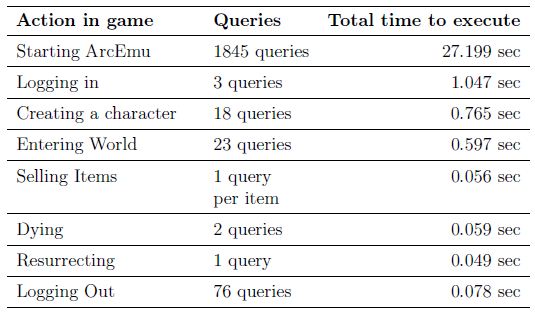 Action in game Queries Total time to execute
Starting ArcEmu 1845 queries 27.199 sec
Logging in 3 queries 1.047 sec
Creating a character 18 queries 0.765 sec
Entering World 23 queries 0.597 sec
Selling Items 1 query 0.056 sec
per item
Dying 2 queries 0.059 sec
Resurrecting 1 query 0.049 sec
Logging Out 76 queries 0.078 sec